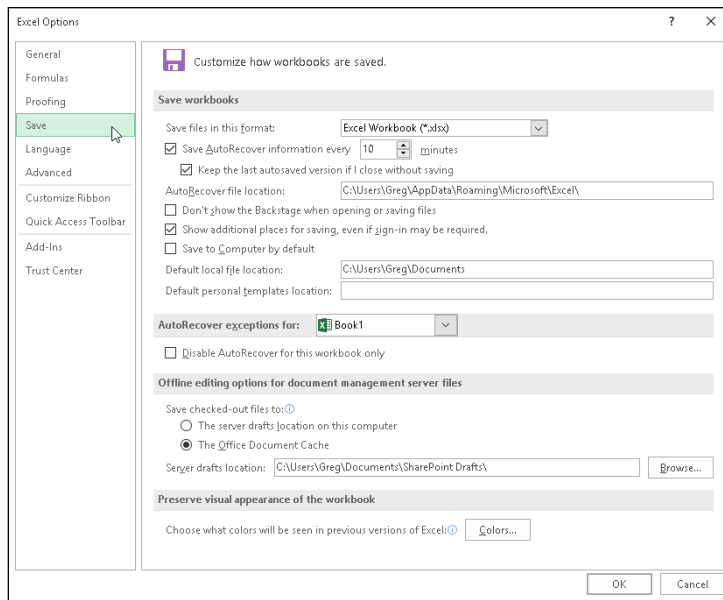 Excel Options
?
General
Formulas
Proofing
Save
Language
Advanced
Customize Ribbon
Quick Access Toolbar
Add-Ins
Trust Center
Customize how workbooks are saved.
Save workbooks
Save files in this format: Excel Workbook (*.xlsx)
Save AutoRecover information every 10 minutes
Keep the last autosaved version if I close without saving
AutoRecover file location: C:\Users\Greg\AppData\Roaming\Microsoft\Excel\
Don't show the Backstage when opening or saving files
Show additional places for saving, even if sign-in may be required.
Save to Computer by default
Default local file location: C:\Users\Greg\Documents
Default personal templates location:
AutoRecover exceptions for: Book1
Disable AutoRecover for this workbook only
Offline editing options for document management server files
Save checked-out files to:
The server drafts location on this computer
The Office Document Cache
Server drafts location: C:\Users\Greg\Documents\SharePoint Drafts\ Browse...
Preserve visual appearance of the workbook
Choose what colors will be seen in previous versions of Excel: Colors...
OK Cancel